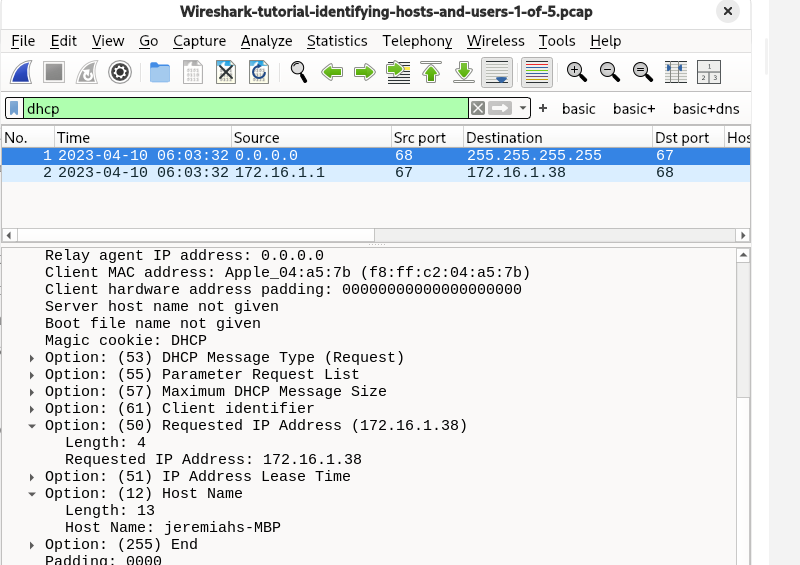 Wireshark-tutorial-identifying-hosts-and-users-1-of-5.pcap
File Edit View Go Capture Analyze Statistics Telephony Wireless Tools Help
dhcp + basic basic+ basic+dns
No. Time Source Src port Destination Dst port Hos
1 2023-04-10 06:03:32 0.0.0.0 68 255.255.255.255 67
2 2023-04-10 06:03:32 172.16.1.1 67 172.16.1.38 68
Relay agent IP address: 0.0.0.0
Client MAC address: Apple_04:a5:7b (f8:ff:c2:04:a5:7b)
Client hardware address padding: 00000000000000000000
Server host name not given
Boot file name not given
Magic cookie: DHCP
Option: (53) DHCP Message Type (Request)
Option: (55) Parameter Request List
Option: (57) Maximum DHCP Message Size
Option: (61) Client identifier
Option: (50) Requested IP Address (172.16.1.38)
Length: 4
Requested IP Address: 172.16.1.38
Option: (51) IP Address Lease Time
Option: (12) Host Name
Length: 13
Host Name: jeremiahs-MBP
Option: (255) End
Padding: 0000